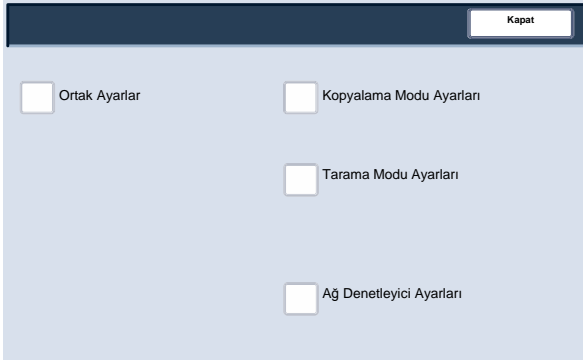 Kapat
Ortak Ayarlar
Kopyalama Modu Ayarları
Tarama Modu Ayarları
Ağ Denetleyici Ayarları